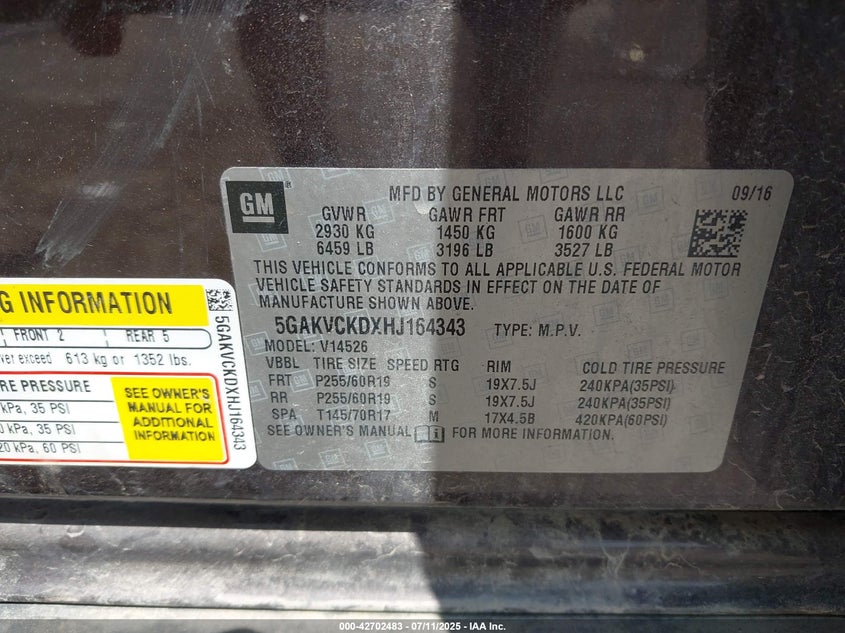 GM
MFD BY GENERAL MOTORS LLC 09/16
GVWR GAWR FRT GAWR RR
2930 KG 1450 KG 1600 KG
6459 LB 3196 LB 3527 LB
THIS VEHICLE CONFORMS TO ALL APPLICABLE U.S. FEDERAL MOTOR
VEHICLE SAFETY STANDARDS IN EFFECT ON THE DATE OF
MANUFACTURE SHOWN ABOVE.
5GAKVCKDXHJ164343 TYPE: M.P.V.
MODEL: V14526
VBBL TIRE SIZE SPEED RTG RIM COLD TIRE PRESSURE
FRT P255/60R19 S 19X7.5J 240KPA(35PSI)
RR P255/60R19 S 19X7.5J 240KPA(35PSI)
SPA T145/70R17 M 17X4.5B 420KPA(60PSI)
SEE OWNER'S MANUAL FOR MORE INFORMATION.
INFORMATION
FRONT 2 REAR 5
exceed 613 kg or 1352 lbs.
PRESSURE
kPa, 35 PSI
kPa, 35 PSI
kPa, 60 PSI
SEE OWNER'S
MANUAL FOR
ADDITIONAL
INFORMATION
5GAKVCKDXHJ164343
000-42702483 - 07/11/2025 - IAA Inc.